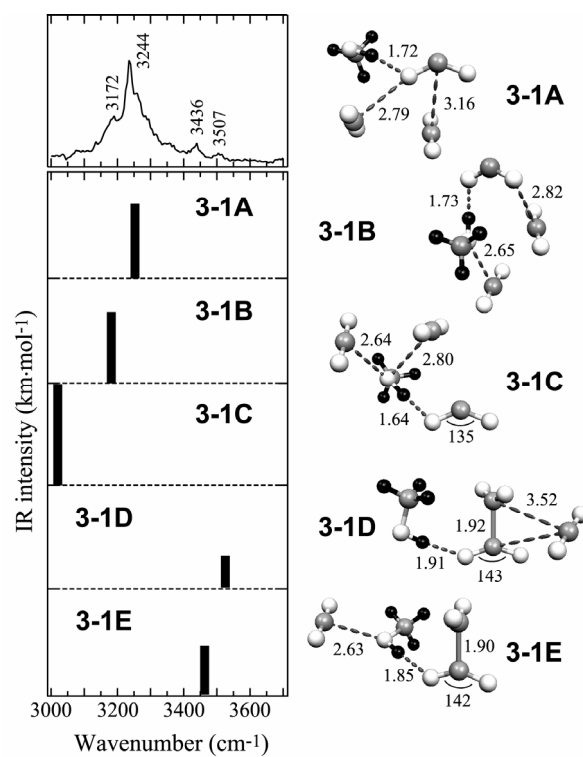 3172
3244
3436
3507
3-1A
3-1B
3-1C
3-1D
3-1E
3000 3200 3400 3600
Wavenumber (cm-1)
IR intensity (km·mol-1)
1.72
2.79
3.16
3-1A
1.73
2.82
2.65
3-1B
2.64
2.80
1.64
135
3-1C
3.52
1.92
1.91
143
3-1D
2.63
1.85
1.90
142
3-1E